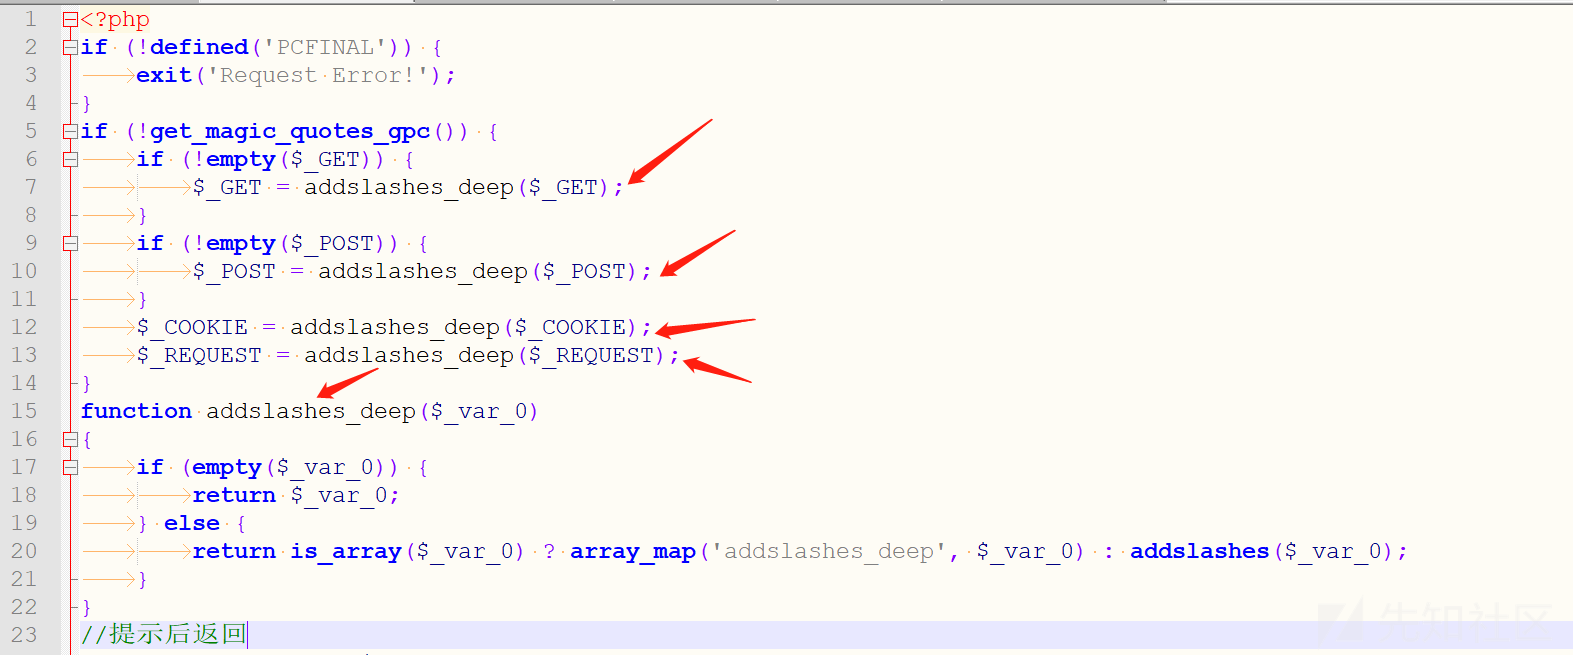 1 <?php
2 if (!defined('PCFINAL')) {
3 exit('Request Error!');
4 }
5 if (!get_magic_quotes_gpc()) {
6 if (!empty($_GET)) {
7 $_GET = addslashes_deep($_GET);
8 }
9 if (!empty($_POST)) {
10 $_POST = addslashes_deep($_POST);
11 }
12 $_COOKIE = addslashes_deep($_COOKIE);
13 $_REQUEST = addslashes_deep($_REQUEST);
14 }
15 function addslashes_deep($_var_0)
16 {
17 if (empty($_var_0)) {
18 return $_var_0;
19 } else {
20 return is_array($_var_0) ? array_map('addslashes_deep', $_var_0) : addslashes($_var_0);
21 }
22 }
23 //提示后返回
先知社区